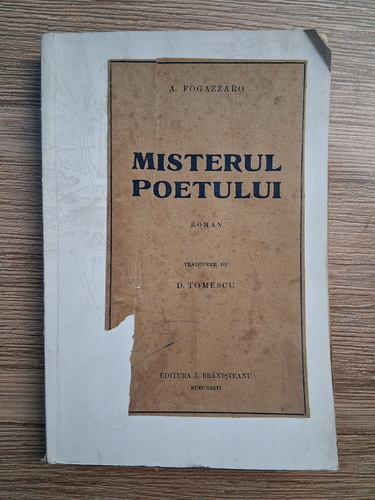 A. FOGAZZARO
MISTERUL
POETULUI
ROMAN
TRADUCERE DE
D. TOMESCU
EDITURA I. BRĂNIȘTEANU
BUCUREȘTI